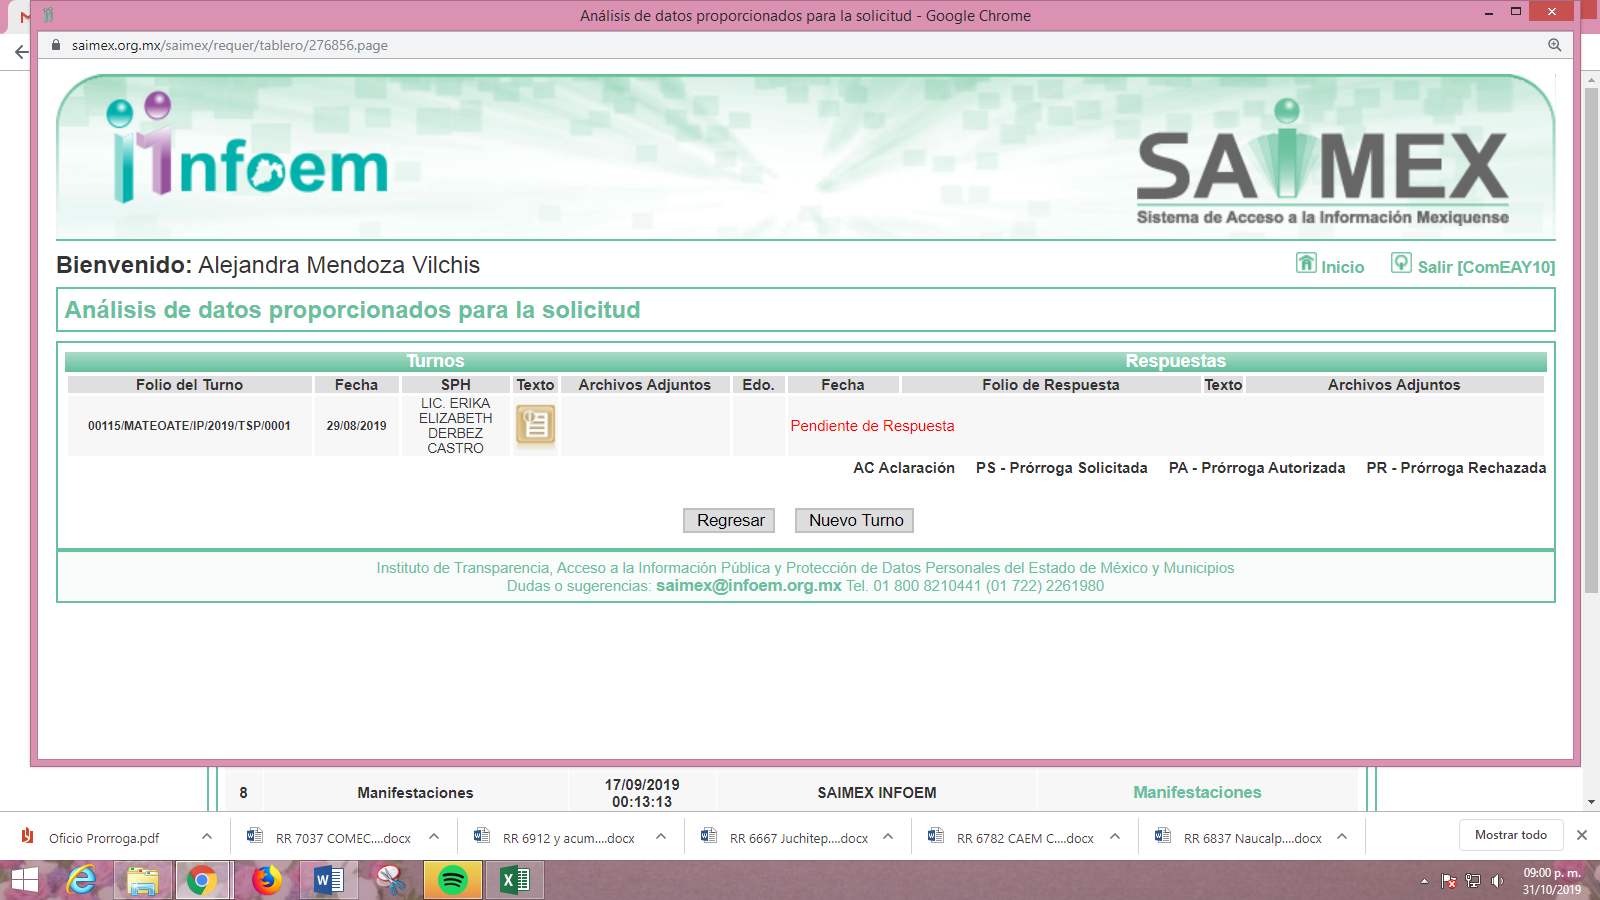 Análisis de datos proporcionados para la solicitud - Google Chrome
saimex.org.mx/saimex/requer/tablero/276856.page
infoem
SAIMEX
Sistema de Acceso a la Información Mexiquense
Bienvenido: Alejandra Mendoza Vilchis
Inicio Salir [ComEAY10]
Análisis de datos proporcionados para la solicitud
Turnos Respuestas
Folio del Turno Fecha SPH Texto Archivos Adjuntos Edo. Fecha Folio de Respuesta Texto Archivos Adjuntos
00115/MATEOATE/IP/2019/TSP/0001 29/08/2019 LIC. ERIKA
ELIZABETH
DERBEZ
CASTRO
Pendiente de Respuesta
AC Aclaración PS - Prórroga Solicitada PA - Prórroga Autorizada PR - Prórroga Rechazada
Regresar Nuevo Turno
Instituto de Transparencia, Acceso a la Información Pública y Protección de Datos Personales del Estado de México y Municipios
Dudas o sugerencias: saimex@infoem.org.mx Tel. 01 800 8210441 (01 722) 2261980
8 Manifestaciones 17/09/2019
00:13:13
SAIMEX INFOEM Manifestaciones
Oficio Prorroga.pdf RR 7037 COMEC....docx RR 6912 y acum....docx RR 6667 Juchitep....docx RR 6782 CAEM C....docx RR 6837 Naucalp....docx Mostrar todo
09:00 p. m.
31/10/2019